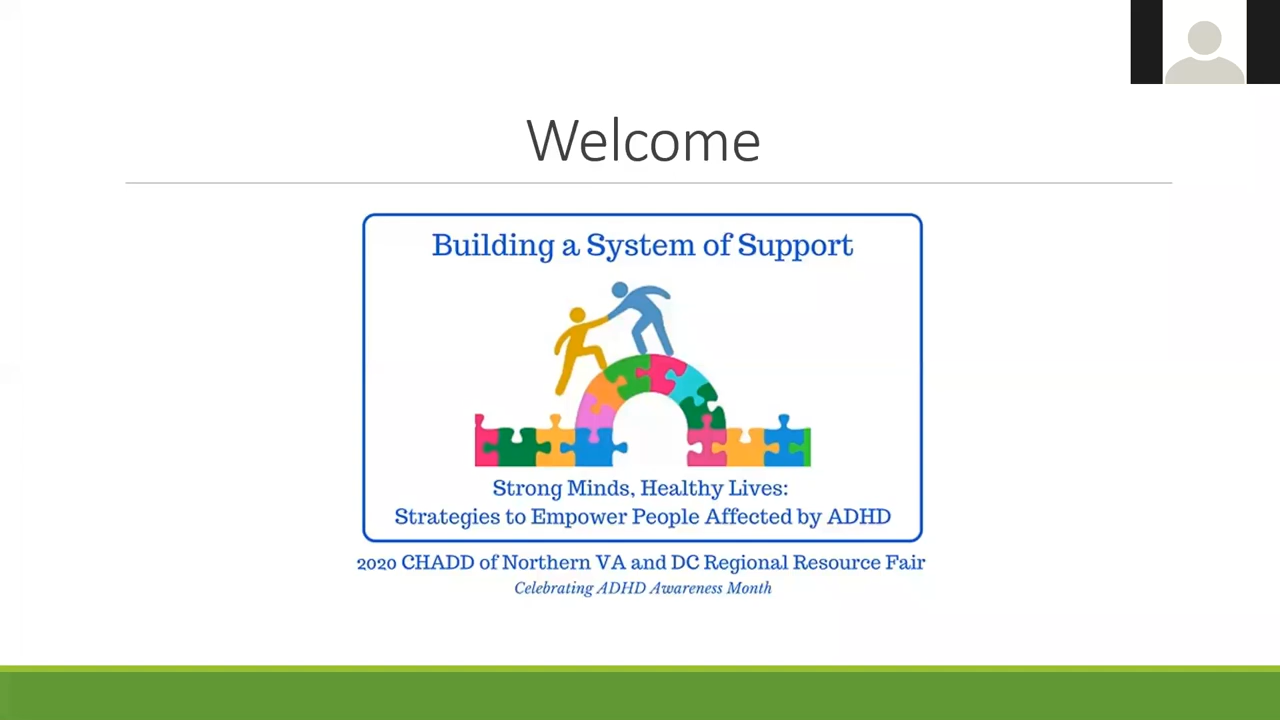 Welcome
Building a System of Support
Strong Minds, Healthy Lives:
Strategies to Empower People Affected by ADHD
2020 CHADD of Northern VA and DC Regional Resource Fair
Celebrating ADHD Awareness Month